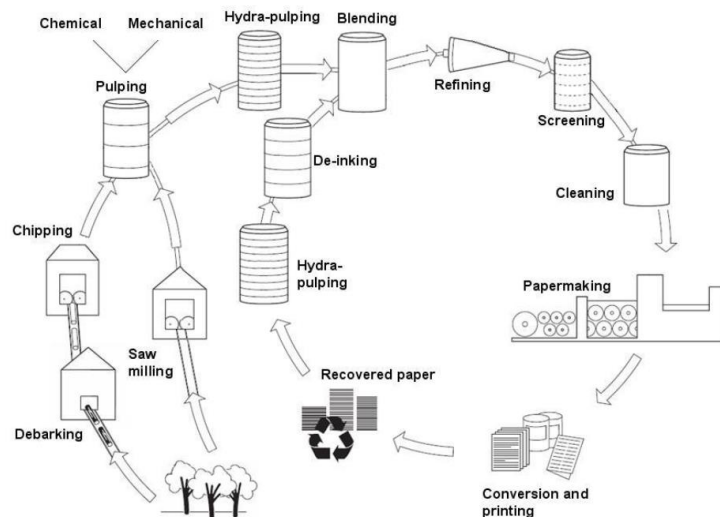 Chemical
Mechanical
Hydra-pulping
Blending
Pulping
Refining
Screening
De-inking
Cleaning
Chipping
Hydra-
pulping
Papermaking
Saw
milling
Recovered paper
Debarking
Conversion and
printing